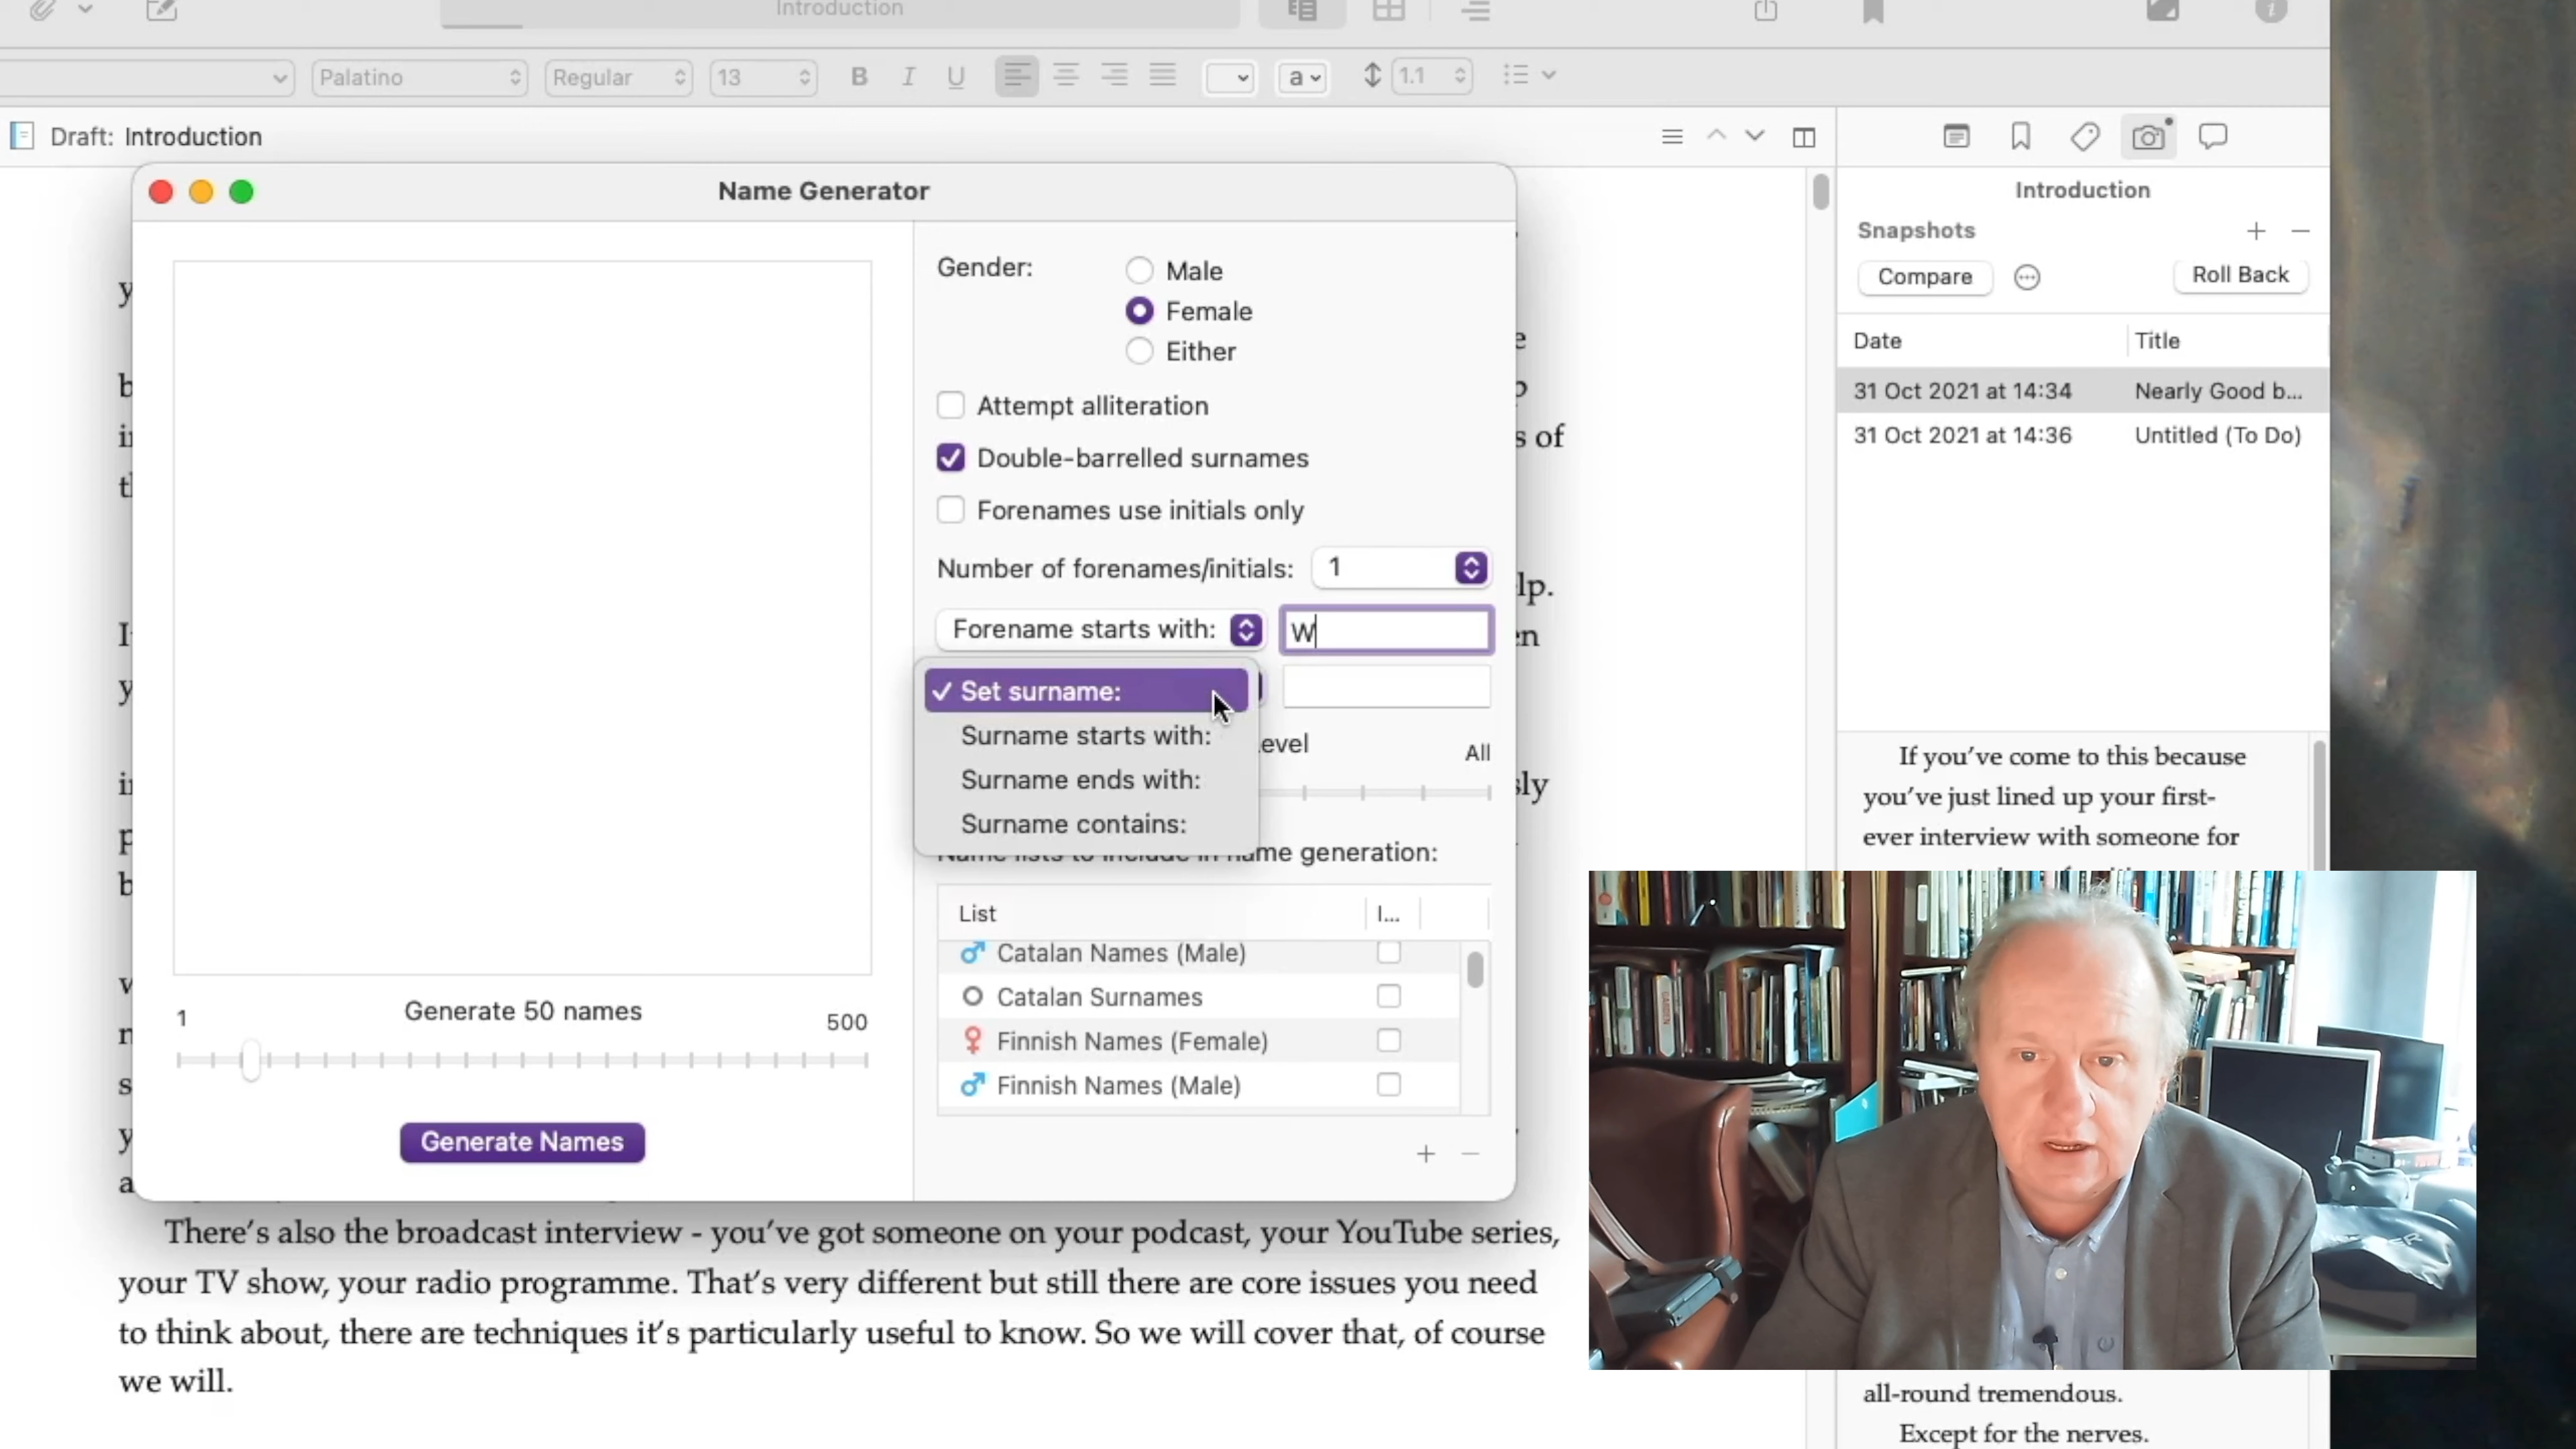 Introduction
Palatino
Regular
13
B I U
a
1.1
Draft: Introduction
Name Generator
Gender:
Male
Female
Either
Attempt alliteration
Double-barrelled surnames
Forenames use initials only
Number of forenames/initials: 1
Forename starts with: W
Set surname:
Surname starts with:
Surname ends with:
Surname contains:
All
name generation:
List I...
Catalan Names (Male)
Catalan Surnames
Finnish Names (Female)
Finnish Names (Male)
1 Generate 50 names 500
Generate Names
s of
lp.
There's also the broadcast interview - you've got someone on your podcast, your YouTube series,
your TV show, your radio programme. That's very different but still there are core issues you need
to think about, there are techniques it's particularly useful to know. So we will cover that, of course
we will.
Introduction
Snapshots
Compare
Roll Back
Date Title
31 Oct 2021 at 14:34 Nearly Good b...
31 Oct 2021 at 14:36 Untitled (To Do)
If you've come to this because
you've just lined up your first-
ever interview with someone for
all-round tremendous.
Except for the nerves.